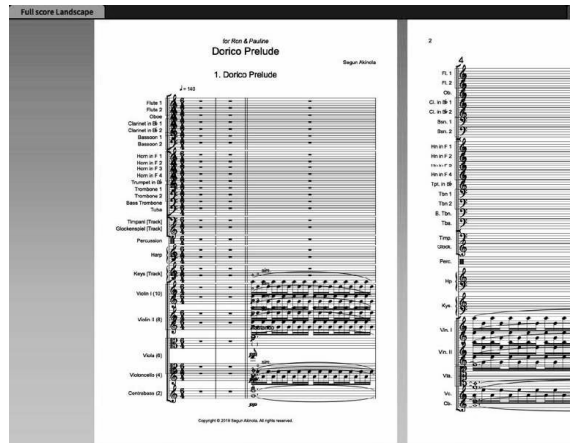 Full score Landscape
for Ron & Pauline
Dorico Prelude
Segun Akinola
1. Dorico Prelude
♩ = 140
Flute 1
Flute 2
Oboe
Clarinet in B♭ 1
Clarinet in B♭ 2
Bassoon 1
Bassoon 2
Horn in F 1
Horn in F 2
Horn in F 3
Horn in F 4
Trumpet in B♭
Trombone 1
Trombone 2
Bass Trombone
Tuba
Timpani [Track]
Glockenspiel [Track]
Percussion
Harp
Keys [Track]
Violin I (10)
Violin II (8)
Viola (6)
Violoncello (4)
Contrabass (2)
sim.
sim.
pp
Copyright © 2019 Segun Akinola. All rights reserved.
2
4
Fl. 1
Fl. 2
Ob.
Cl. in B♭ 1
Cl. in B♭ 2
Bsn. 1
Bsn. 2
Hn in F 1
Hn in F 2
Hn in F 3
Hn in F 4
Tpt. in B♭
Tbn 1
Tbn 2
B. Tbn.
Tba.
Timp.
Glock.
Perc.
Hp
Kys.
Vln. I
Vln. II
Vla.
Vc.
Cb.